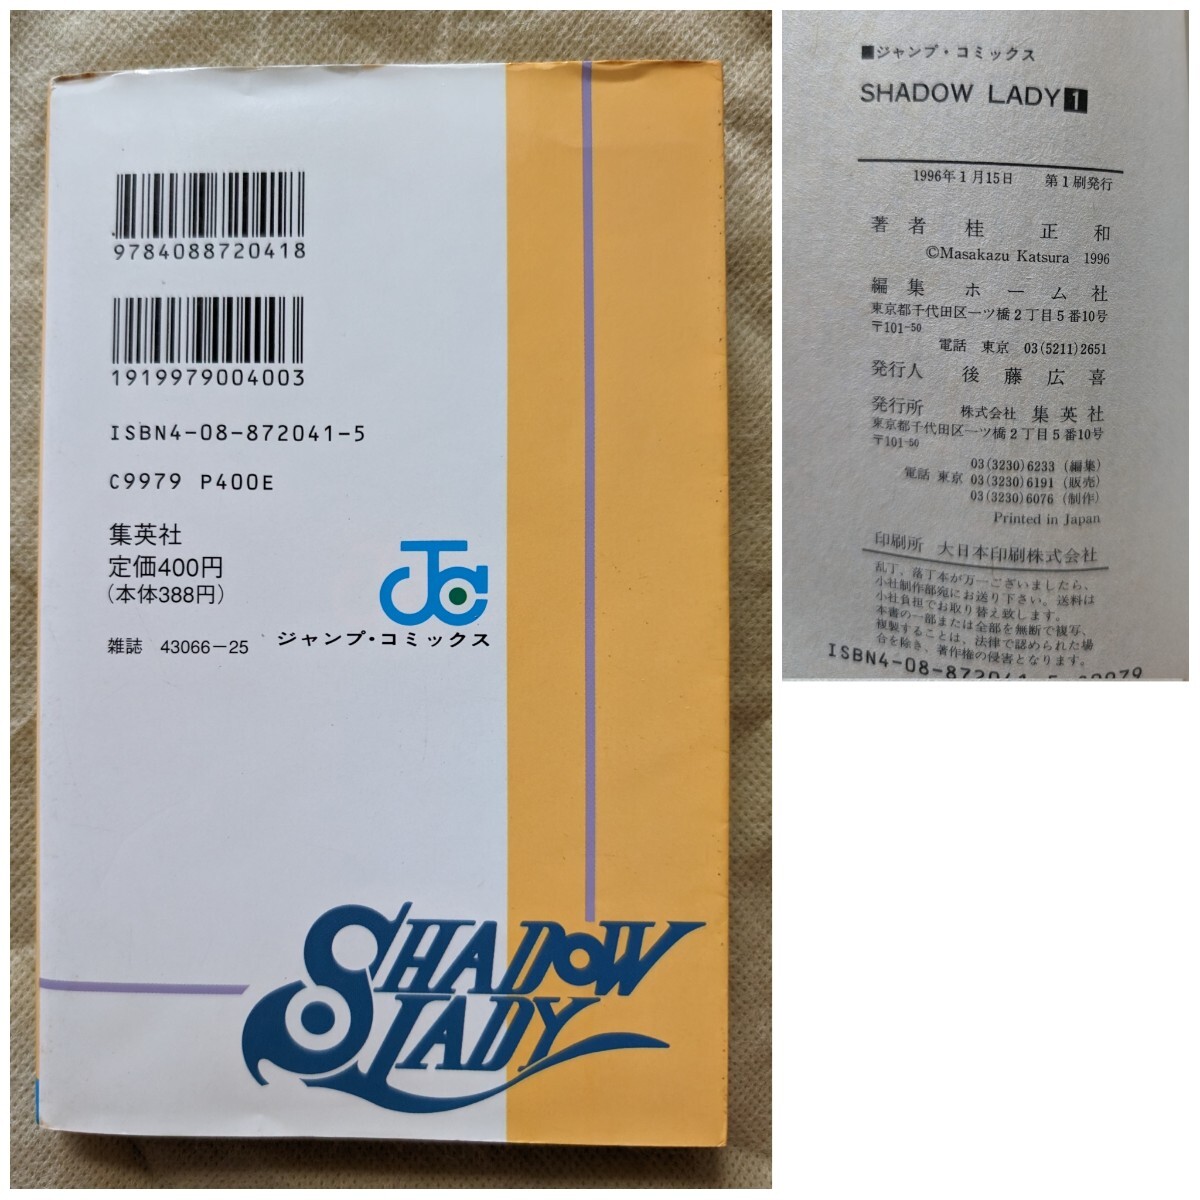 9784088720418
1919979004003
ISBN4-08-872041-5
C9979 P400E
集英社
定価400円
(本体388円)
雑誌 43066-25
JC
ジャンプ・コミックス
SHADOW
LADY
■ジャンプ・コミックス
SHADOW LADY 1
1996年1月15日 第1刷発行
著者 桂正和
©Masakazu Katsura 1996
編集 ホーム社
東京都千代田区一ツ橋2丁目5番10号
〒101-50
電話 東京 03(5211)2651
発行人 後藤広喜
発行所 株式会社 集英社
東京都千代田区一ツ橋2丁目5番10号
〒101-50
03(3230)6233(編集)
電話 東京 03(3230)6191(販売)
03(3230)6076(制作)
Printed in Japan
印刷所 大日本印刷株式会社
乱丁、落丁本が万一ございましたら、
小社制作部宛にお送り下さい。送料は
小社負担でお取り替え致します。
本書の一部または全部を無断で複写、
複製することは、法律で認められた場
合を除き、著作権の侵害となります。
ISBN4-08-872041-5 C9979